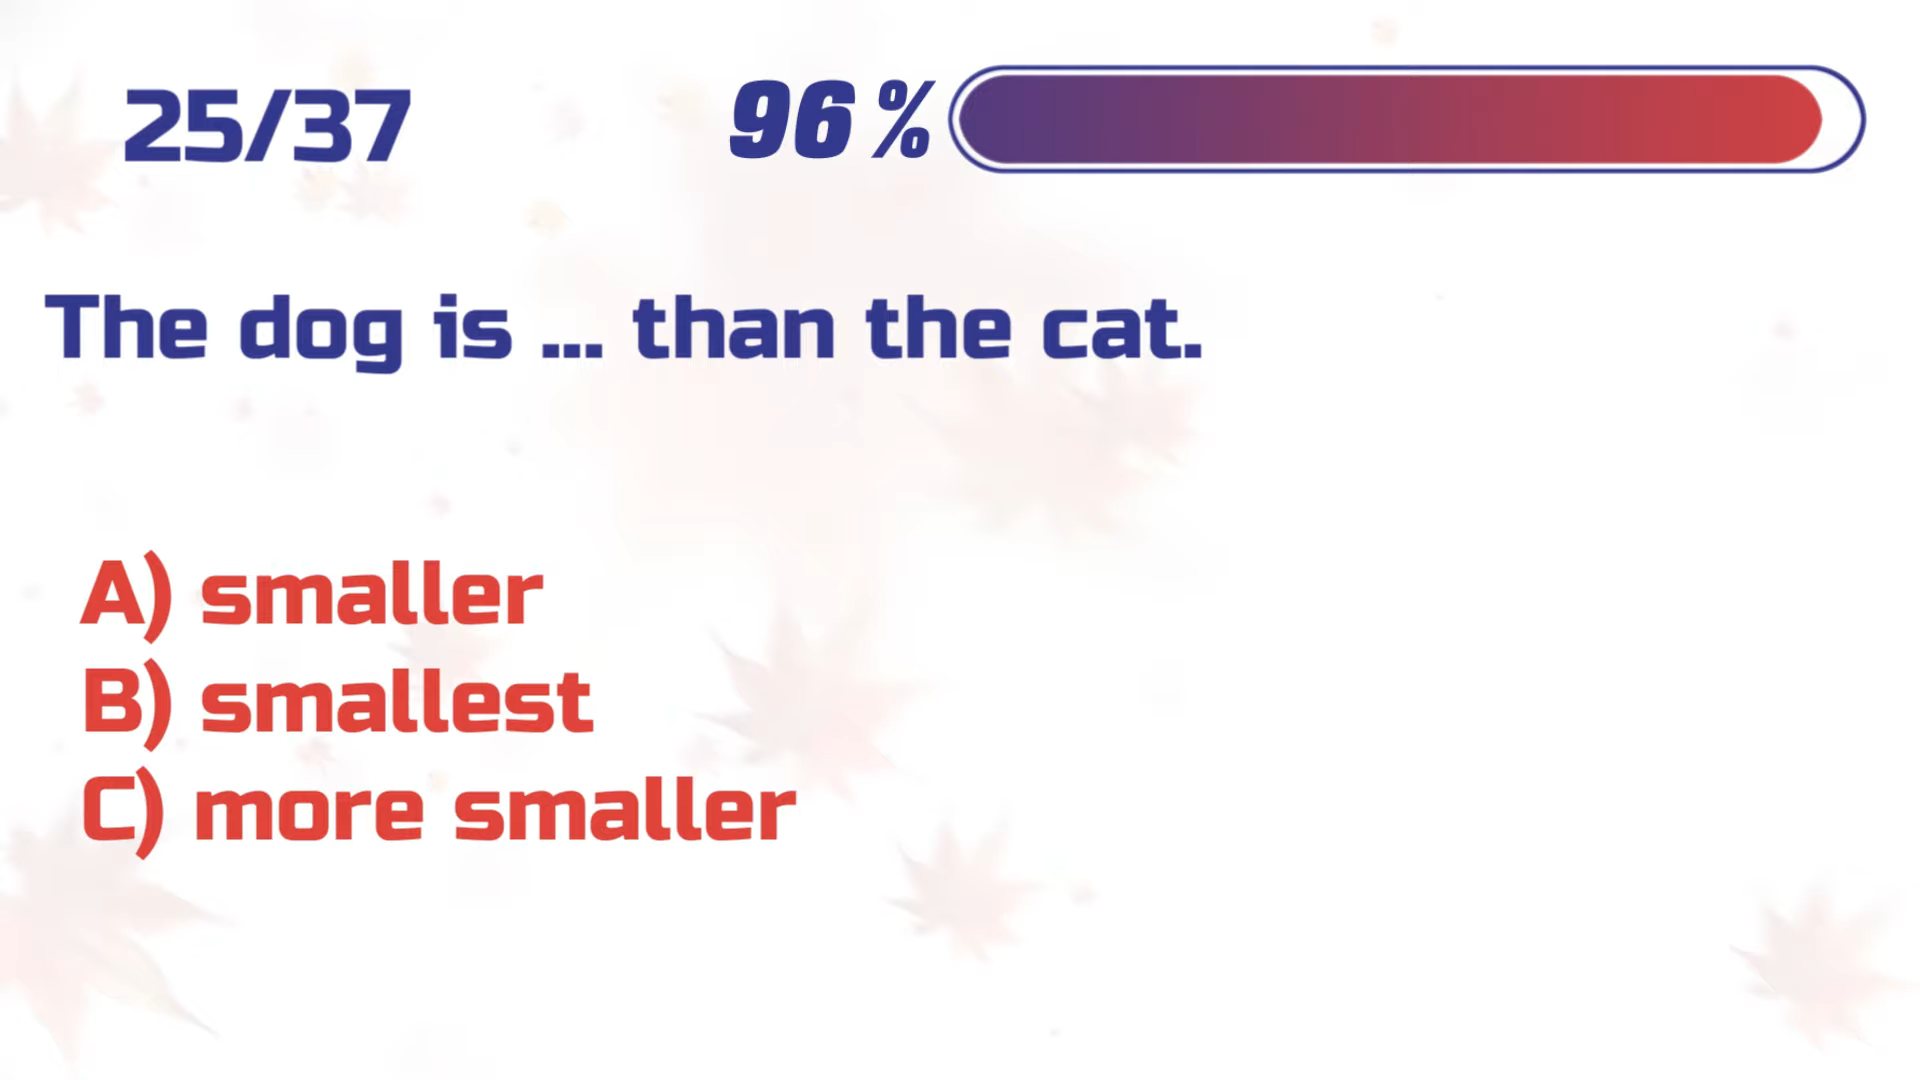 25/37
96%
The dog is ... than the cat.
A) smaller
B) smallest
C) more smaller